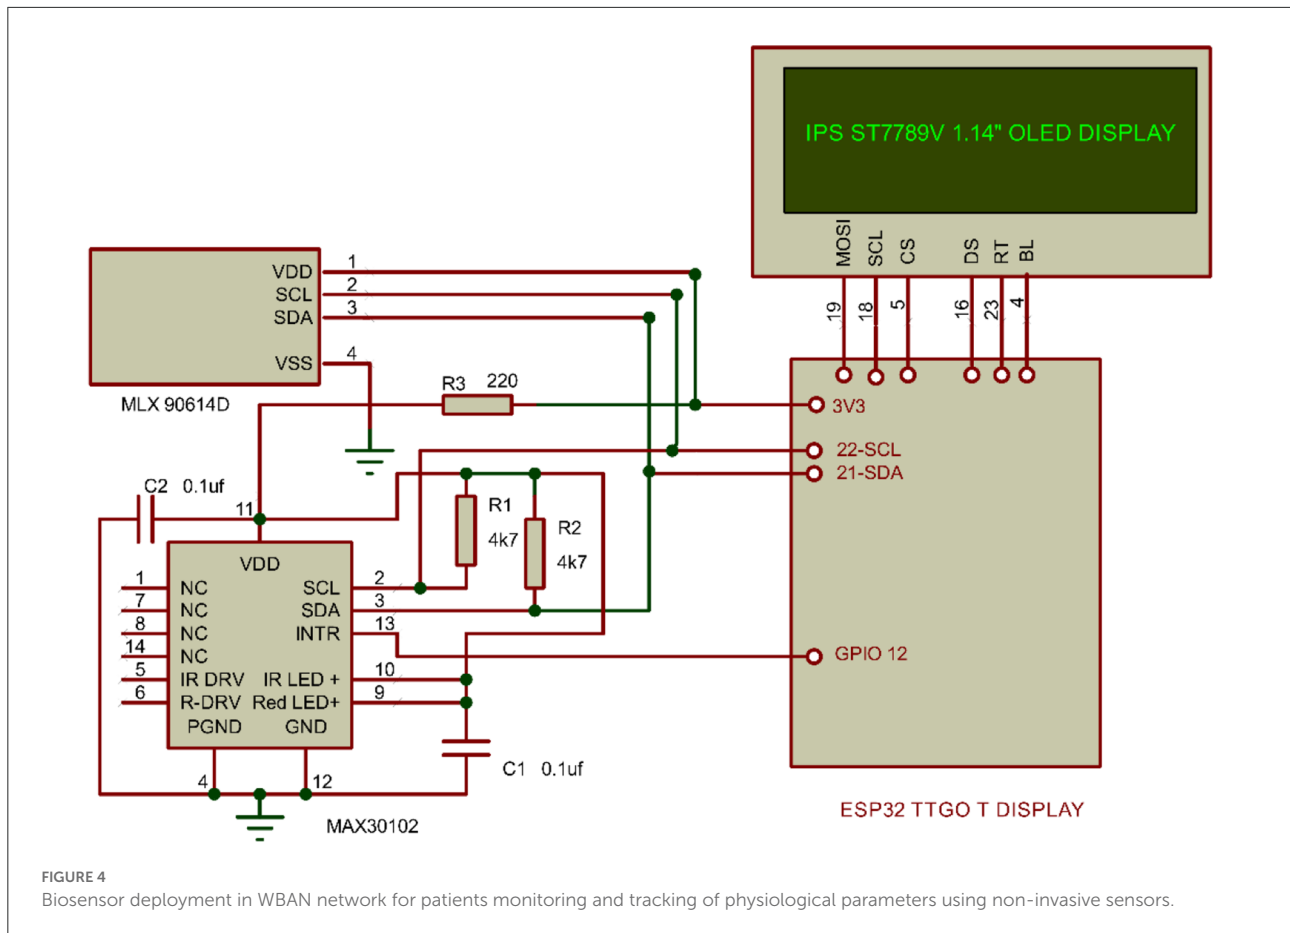 IPS ST7789V 1.14" OLED DISPLAY
MOSI
SCL
CS
DS
RT
BL
19
18
5
16
23
4
VDD 1
SCL 2
SDA 3
VSS 4
MLX 90614D
R3 220
3V3
22-SCL
21-SDA
C2 0.1uf
11
R1
4k7
R2
4k7
VDD
1 NC SCL 2
7 NC SDA 3
8 NC INTR 13
14 NC
5 IR DRV IR LED + 10
6 R-DRV Red LED+ 9
PGND GND
4 12
GPIO 12
C1 0.1uf
MAX30102
ESP32 TTGO T DISPLAY
FIGURE 4
Biosensor deployment in WBAN network for patients monitoring and tracking of physiological parameters using non-invasive sensors.